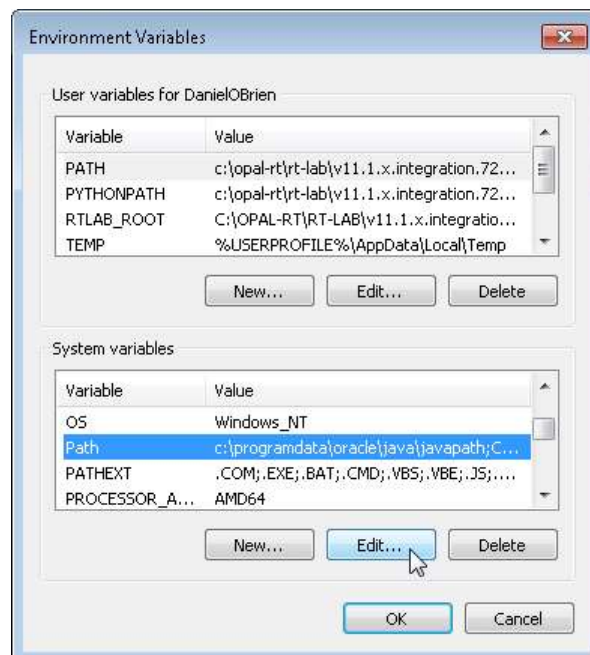 Environment Variables
User variables for DanielOBrien
Variable Value
PATH c:\opal-rt\rt-lab\v11.1.x.integration.72...
PYTHONPATH c:\opal-rt\rt-lab\v11.1.x.integration.72...
RTLAB_ROOT C:\OPAL-RT\RT-LAB\v11.1.x.integratio...
TEMP %USERPROFILE%\AppData\Local\Temp
New... Edit... Delete
System variables
Variable Value
OS Windows_NT
Path c:\programdata\oracle\java\javapath;C...
PATHEXT .COM;.EXE;.BAT;.CMD;.VBS;.VBE;.JS;....
PROCESSOR_A... AMD64
New... Edit... Delete
OK Cancel